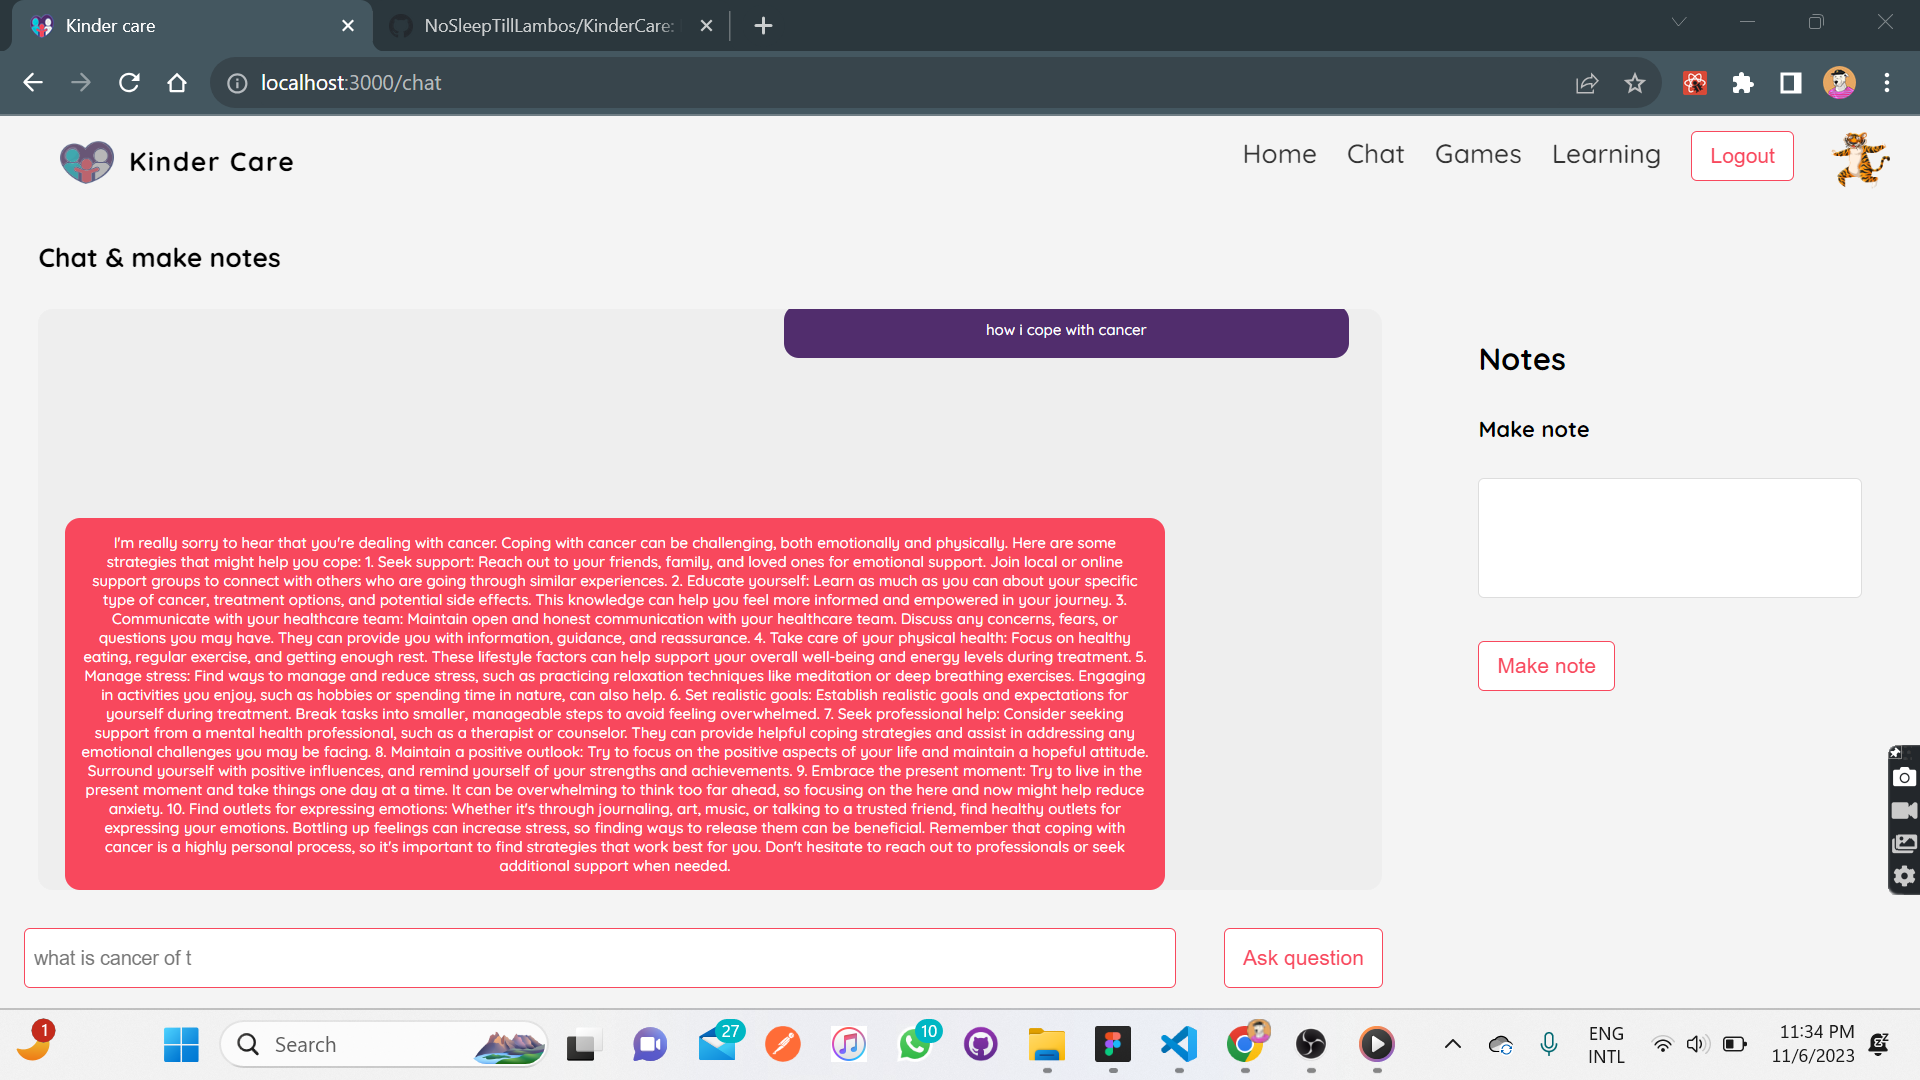 Kinder care
NoSleepTillLambos/KinderCare:
localhost:3000/chat
Kinder Care
Home
Chat
Games
Learning
Logout
Chat & make notes
how i cope with cancer
I'm really sorry to hear that you're dealing with cancer. Coping with cancer can be challenging, both emotionally and physically. Here are some
strategies that might help you cope: 1. Seek support: Reach out to your friends, family, and loved ones for emotional support. Join local or online
support groups to connect with others who are going through similar experiences. 2. Educate yourself: Learn as much as you can about your specific
type of cancer, treatment options, and potential side effects. This knowledge can help you feel more informed and empowered in your journey. 3.
Communicate with your healthcare team: Maintain open and honest communication with your healthcare team. Discuss any concerns, fears, or
questions you may have. They can provide you with information, guidance, and reassurance. 4. Take care of your physical health: Focus on healthy
eating, regular exercise, and getting enough rest. These lifestyle factors can help support your overall well-being and energy levels during treatment. 5.
Manage stress: Find ways to manage and reduce stress, such as practicing relaxation techniques like meditation or deep breathing exercises. Engaging
in activities you enjoy, such as hobbies or spending time in nature, can also help. 6. Set realistic goals: Establish realistic goals and expectations for
yourself during treatment. Break tasks into smaller, manageable steps to avoid feeling overwhelmed. 7. Seek professional help: Consider seeking
support from a mental health professional, such as a therapist or counselor. They can provide helpful coping strategies and assist in addressing any
emotional challenges you may be facing. 8. Maintain a positive outlook: Try to focus on the positive aspects of your life and maintain a hopeful attitude.
Surround yourself with positive influences, and remind yourself of your strengths and achievements. 9. Embrace the present moment: Try to live in the
present moment and take things one day at a time. It can be overwhelming to think too far ahead, so focusing on the here and now might help reduce
anxiety. 10. Find outlets for expressing emotions: Whether it's through journaling, art, music, or talking to a trusted friend, find healthy outlets for
expressing your emotions. Bottling up feelings can increase stress, so finding ways to release them can be beneficial. Remember that coping with
cancer is a highly personal process, so it's important to find strategies that work best for you. Don't hesitate to reach out to professionals or seek
additional support when needed.
what is cancer of t
Ask question
Notes
Make note
Make note
1
Search
27
10
ENG
INTL
11:34 PM
11/6/2023